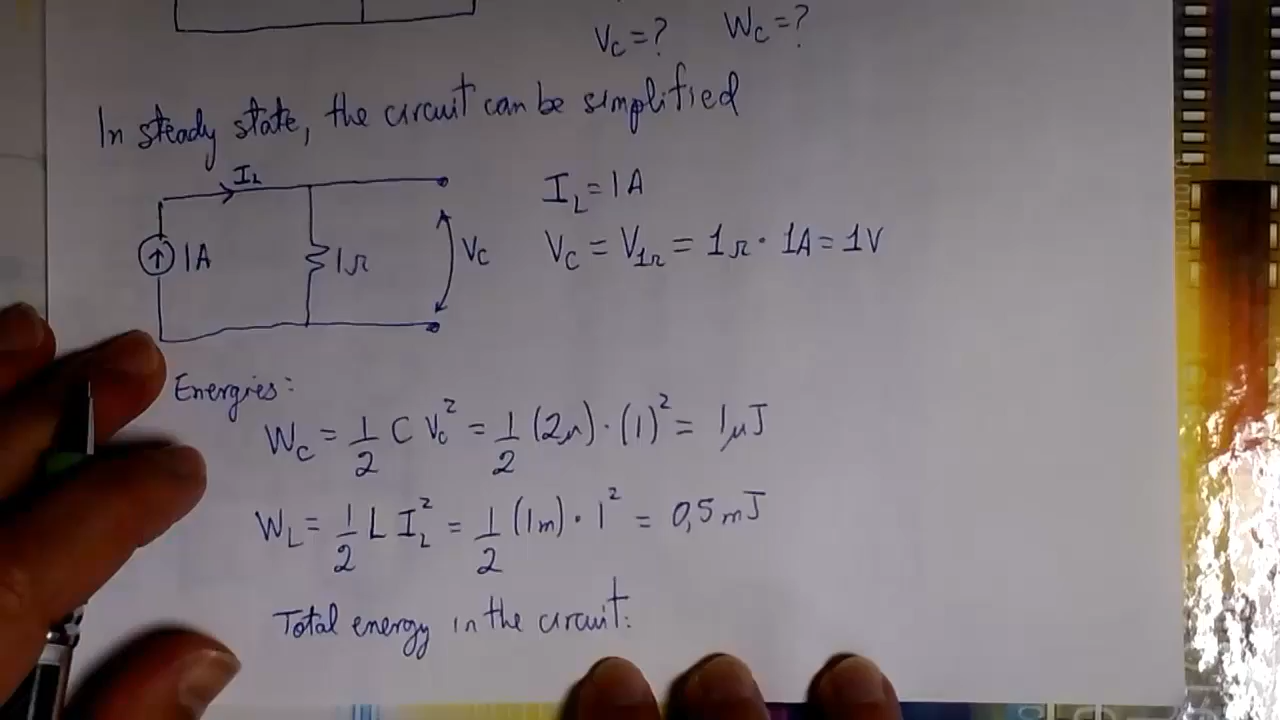 Vc = ? Wc = ?
In steady state, the circuit can be simplified
IL
1A
1Ω
Vc
IL = 1A
Vc = V1Ω = 1Ω · 1A = 1V
Energies:
Wc = 1/2 C Vc² = 1/2 (2μ) · (1)² = 1μJ
WL = 1/2 L IL² = 1/2 (1m) · 1² = 0,5 mJ
Total energy in the circuit: